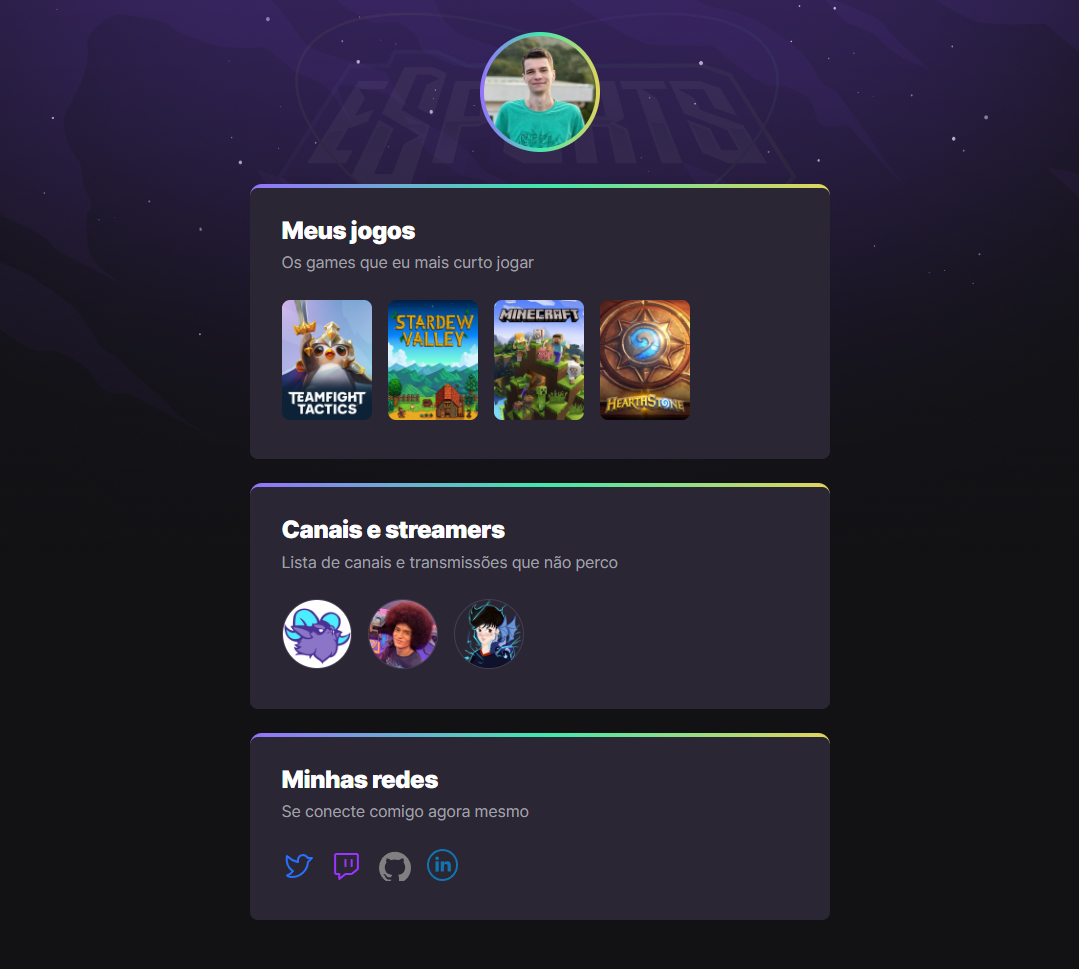 ESPORTS
Meus jogos
Os games que eu mais curto jogar
TEAMFIGHT
TACTICS
STARDEW
VALLEY
MINECRAFT
HEARTHSTONE
Canais e streamers
Lista de canais e transmissões que não perco
Minhas redes
Se conecte comigo agora mesmo
in